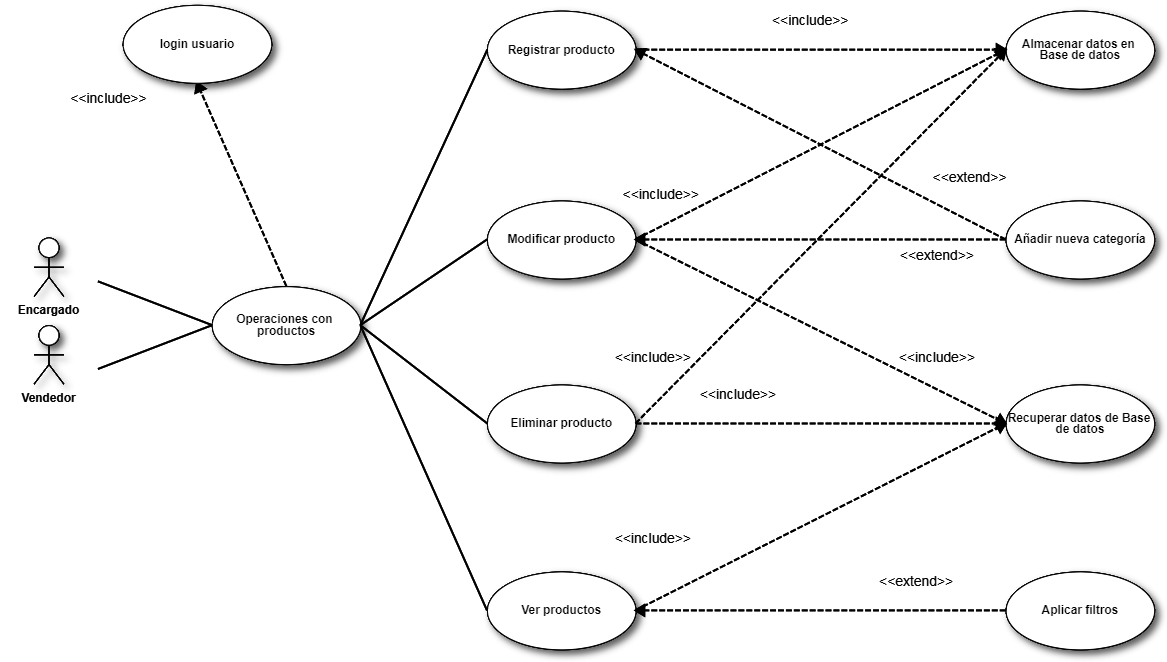 login usuario
<<include>>
Encargado
Vendedor
Operaciones con
productos
Registrar producto
<<include>>
Almacenar datos en
Base de datos
<<extend>>
<<include>>
Modificar producto
Añadir nueva categoría
<<extend>>
<<include>>
<<include>>
<<include>>
Eliminar producto
Recuperar datos de Base
de datos
<<include>>
<<extend>>
Ver productos
Aplicar filtros